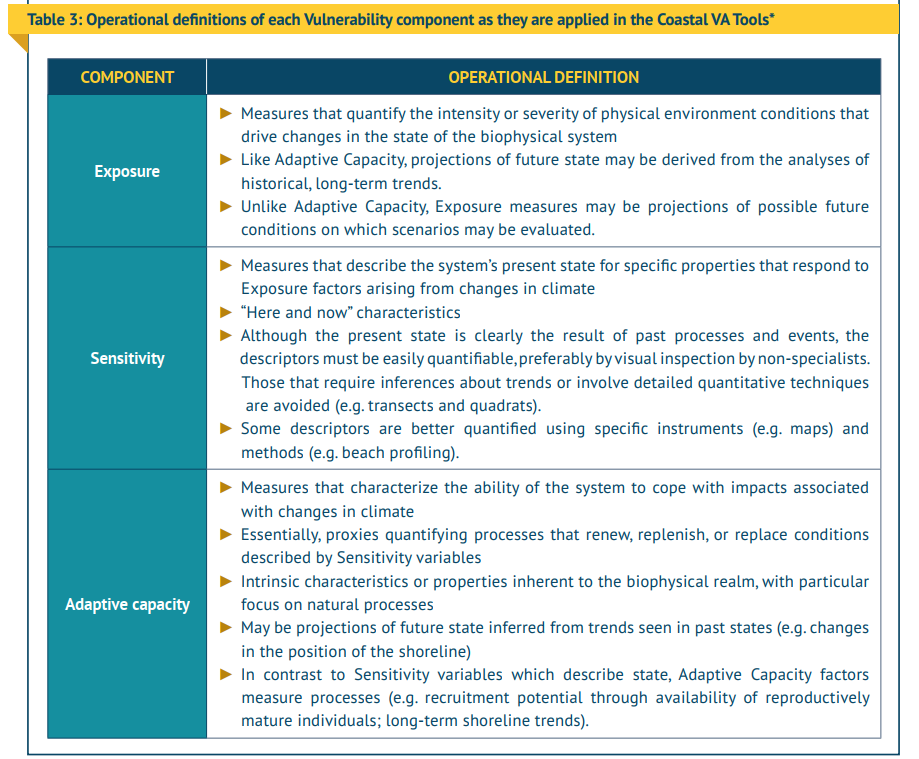 Table 3: Operational definitions of each Vulnerability component as they are applied in the Coastal VA Tools*
COMPONENT
OPERATIONAL DEFINITION
Exposure
► Measures that quantify the intensity or severity of physical environment conditions that
drive changes in the state of the biophysical system
► Like Adaptive Capacity, projections of future state may be derived from the analyses of
historical, long-term trends.
► Unlike Adaptive Capacity, Exposure measures may be projections of possible future
conditions on which scenarios may be evaluated.
Sensitivity
► Measures that describe the system's present state for specific properties that respond to
Exposure factors arising from changes in climate
► “Here and now” characteristics
► Although the present state is clearly the result of past processes and events, the
descriptors must be easily quantifiable, preferably by visual inspection by non-specialists.
Those that require inferences about trends or involve detailed quantitative techniques
are avoided (e.g. transects and quadrats).
► Some descriptors are better quantified using specific instruments (e.g. maps) and
methods (e.g. beach profiling).
Adaptive capacity
► Measures that characterize the ability of the system to cope with impacts associated
with changes in climate
► Essentially, proxies quantifying processes that renew, replenish, or replace conditions
described by Sensitivity variables
► Intrinsic characteristics or properties inherent to the biophysical realm, with particular
focus on natural processes
► May be projections of future state inferred from trends seen in past states (e.g. changes
in the position of the shoreline)
► In contrast to Sensitivity variables which describe state, Adaptive Capacity factors
measure processes (e.g. recruitment potential through availability of reproductively
mature individuals; long-term shoreline trends).